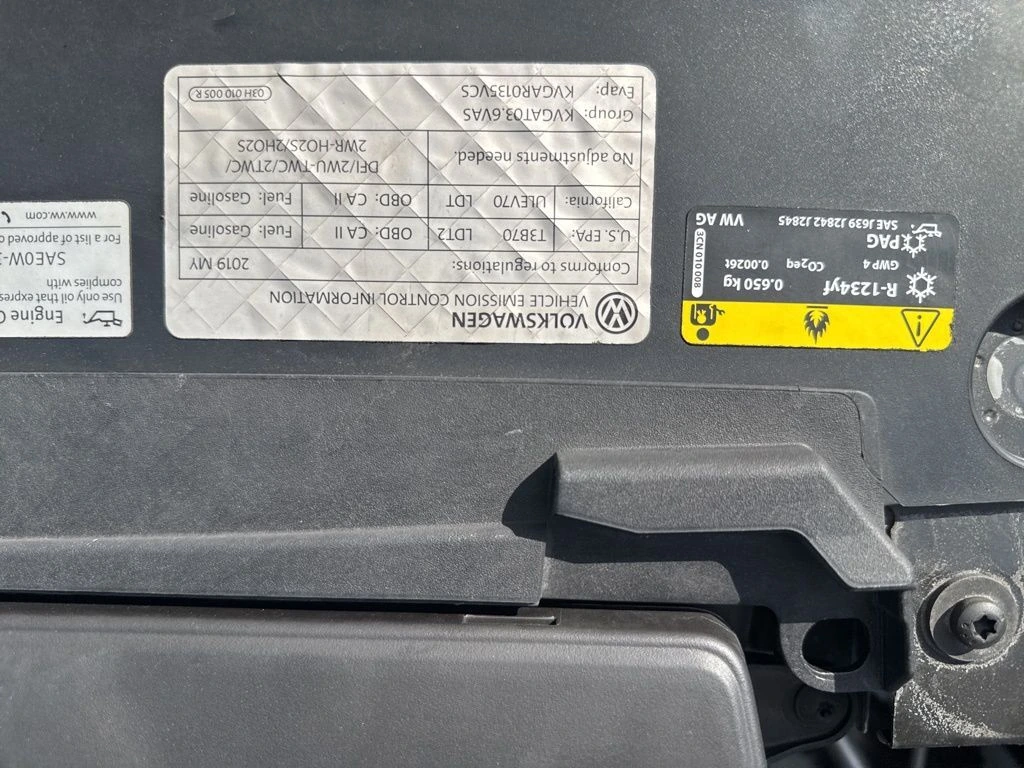 VOLKSWAGEN
VEHICLE EMISSION CONTROL INFORMATION
Conforms to regulations: 2019 MY
U.S. EPA: T3B70 LDT2 OBD: CA II Fuel: Gasoline
California: ULEV70 LDT OBD: CA II Fuel: Gasoline
No adjustments needed. DFI/2WU-TWC/2TWC/
2WR-HO2S/2HO2S
Group: KVGAT03.6VAS
Evap: KVGAR0135VCS
03H 010 005 R
R-1234yf 0.650 kg
GWP 4 CO2eq 0.0026t
PAG
SAE J639 J2842 J2845
VW AG
3CN 010 008
Engine
Use only oil that
complies with
SAE0W-
For a list of approved
www.vw.com